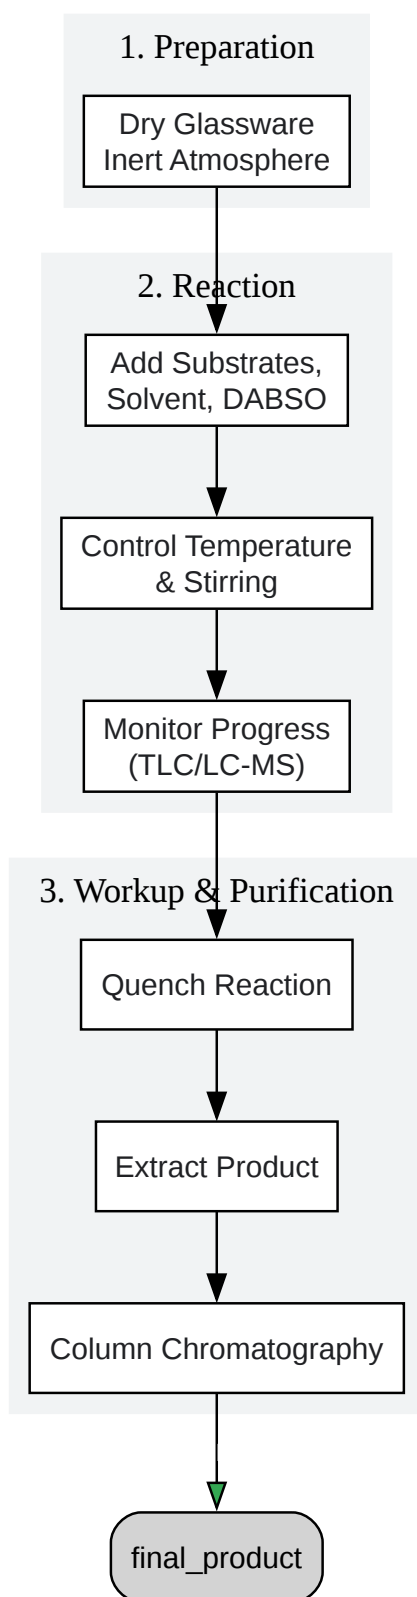 1. Preparation
Dry Glassware
Inert Atmosphere
2. Reaction
Add Substrates,
Solvent, DABSO
Control Temperature
& Stirring
Monitor Progress
(TLC/LC-MS)
3. Workup & Purification
Quench Reaction
Extract Product
Column Chromatography
final_product